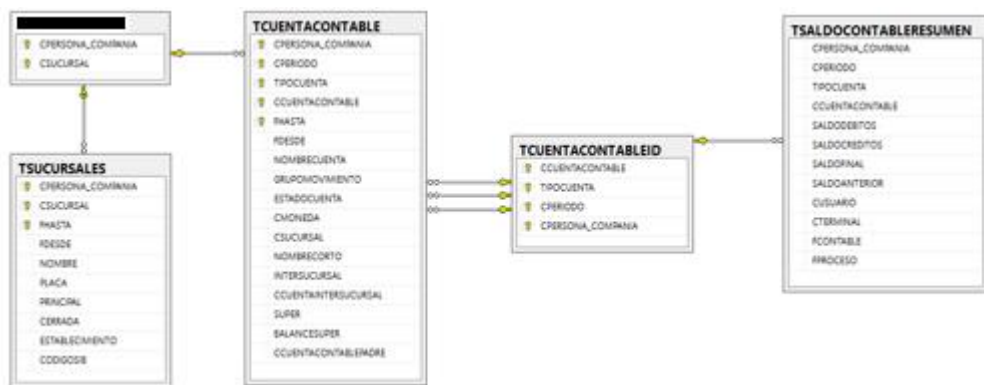 CPERSONA_COMPANIA
CSUCURSAL
TSUCURSALES
CPERSONA_COMPANIA
CSUCURSAL
FHASTA
FDESDE
NOMBRE
PLACA
PRINCIPAL
CERRADA
ESTABLECIMIENTO
CODIGOSIB
TCUENTACONTABLE
CPERSONA_COMPANIA
CPERIODO
TIPOCUENTA
CCUENTACONTABLE
FHASTA
FDESDE
NOMBRECUENTA
GRUPOMOVIMIENTO
ESTADOCUENTA
CMONEDA
CSUCURSAL
NOMBRECORTO
INTERSUCURSAL
CCUENTAINTERSUCURSAL
SUPER
BALANCESUPER
CCUENTACONTABLEPADRE
TCUENTACONTABLEID
CCUENTACONTABLE
TIPOCUENTA
CPERIODO
CPERSONA_COMPANIA
TSALDOCONTABLERESUMEN
CPERSONA_COMPANIA
CPERIODO
TIPOCUENTA
CCUENTACONTABLE
SALDODEBITOS
SALDOCREDITOS
SALDOFINAL
SALDOANTERIOR
CUSUARIO
CTERMINAL
FCONTABLE
FPROCESO